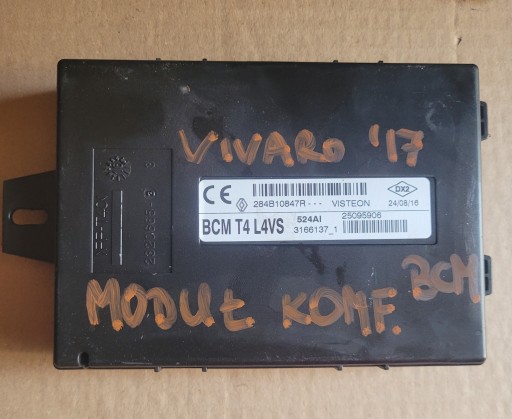 VIVARO '17
CE 284B10847R--- VISTEON DX2 24/08/16
BCM T4 L4VS 524AI 25095906
3166137_1
MODUŁ KOMF. BCM